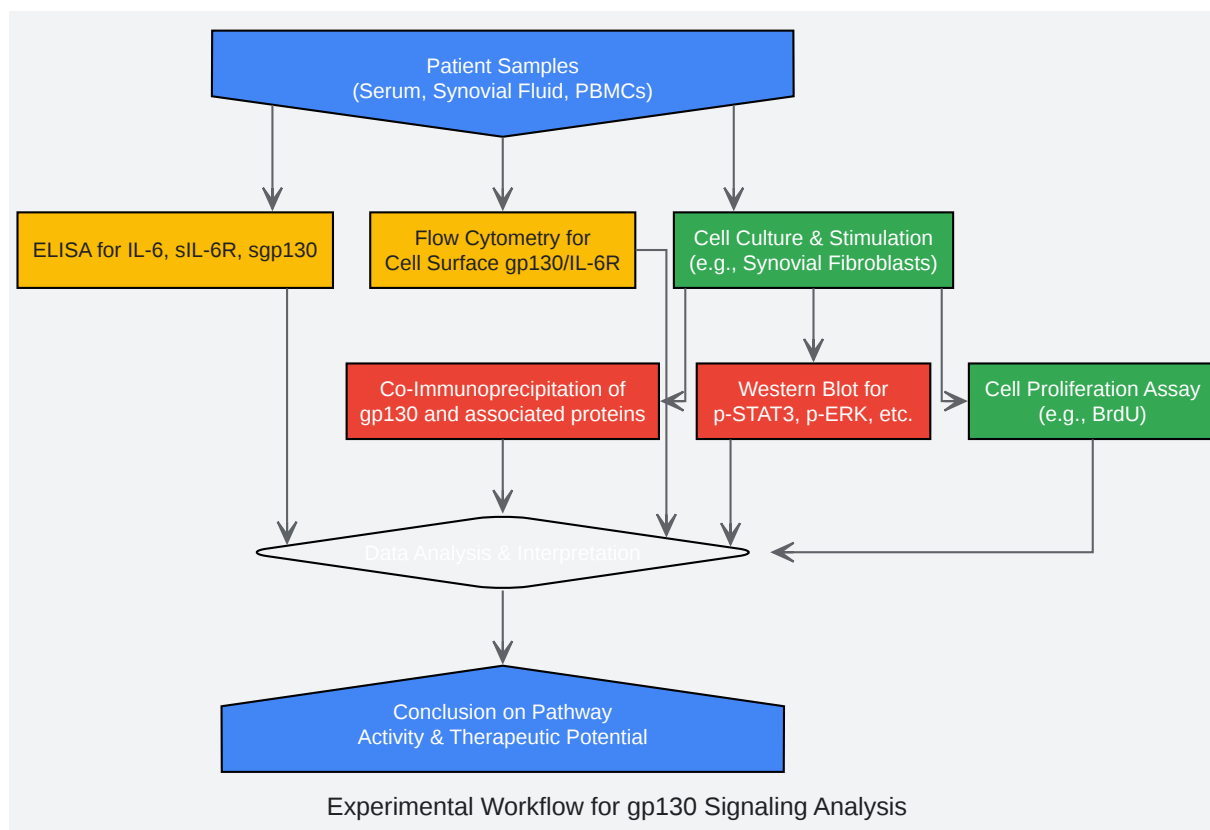 Patient Samples
(Serum, Synovial Fluid, PBMCs)
ELISA for IL-6, sIL-6R, sgp130
Flow Cytometry for
Cell Surface gp130/IL-6R
Cell Culture & Stimulation
(e.g., Synovial Fibroblasts)
Co-Immunoprecipitation of
gp130 and associated proteins
Western Blot for
p-STAT3, p-ERK, etc.
Cell Proliferation Assay
(e.g., BrdU)
Data Analysis & Interpretation
Conclusion on Pathway
Activity & Therapeutic Potential
Experimental Workflow for gp130 Signaling Analysis